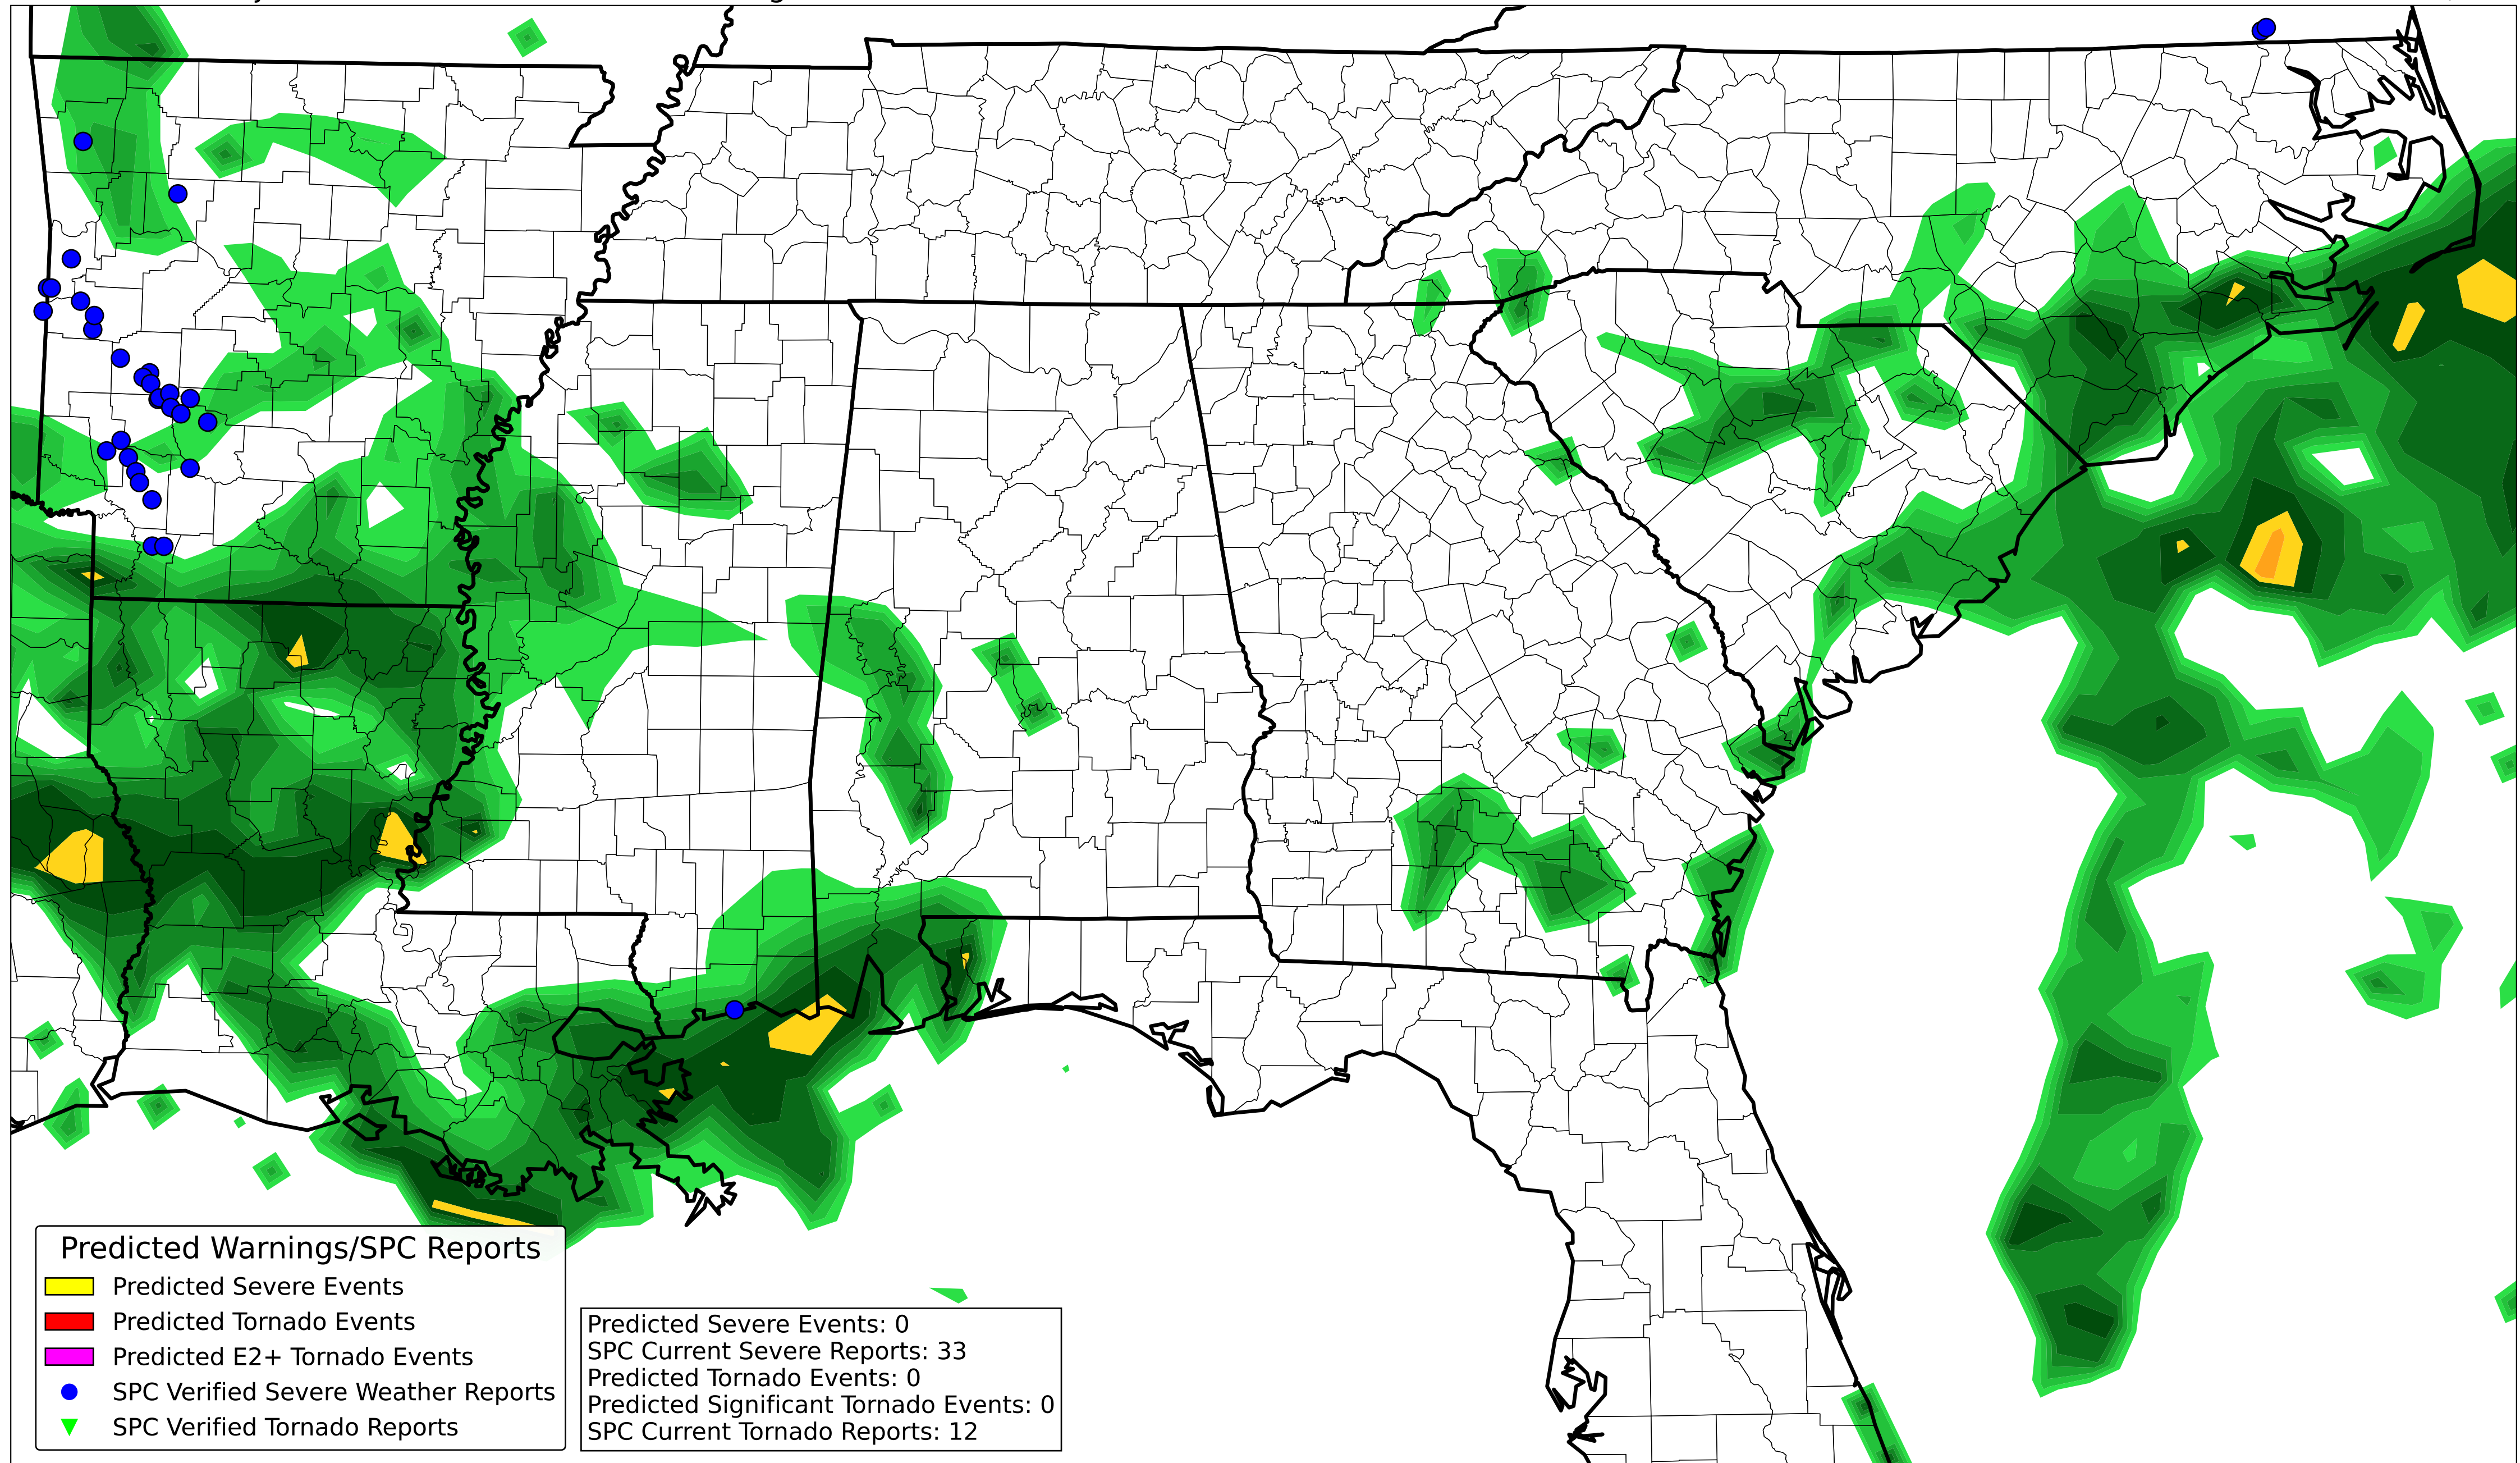 Predicted Warnings/SPC Reports
Predicted Severe Events
Predicted Tornado Events
Predicted E2+ Tornado Events
SPC Verified Severe Weather Reports
SPC Verified Tornado Reports
Predicted Severe Events: 0
SPC Current Severe Reports: 33
Predicted Tornado Events: 0
Predicted Significant Tornado Events: 0
SPC Current Tornado Reports: 12